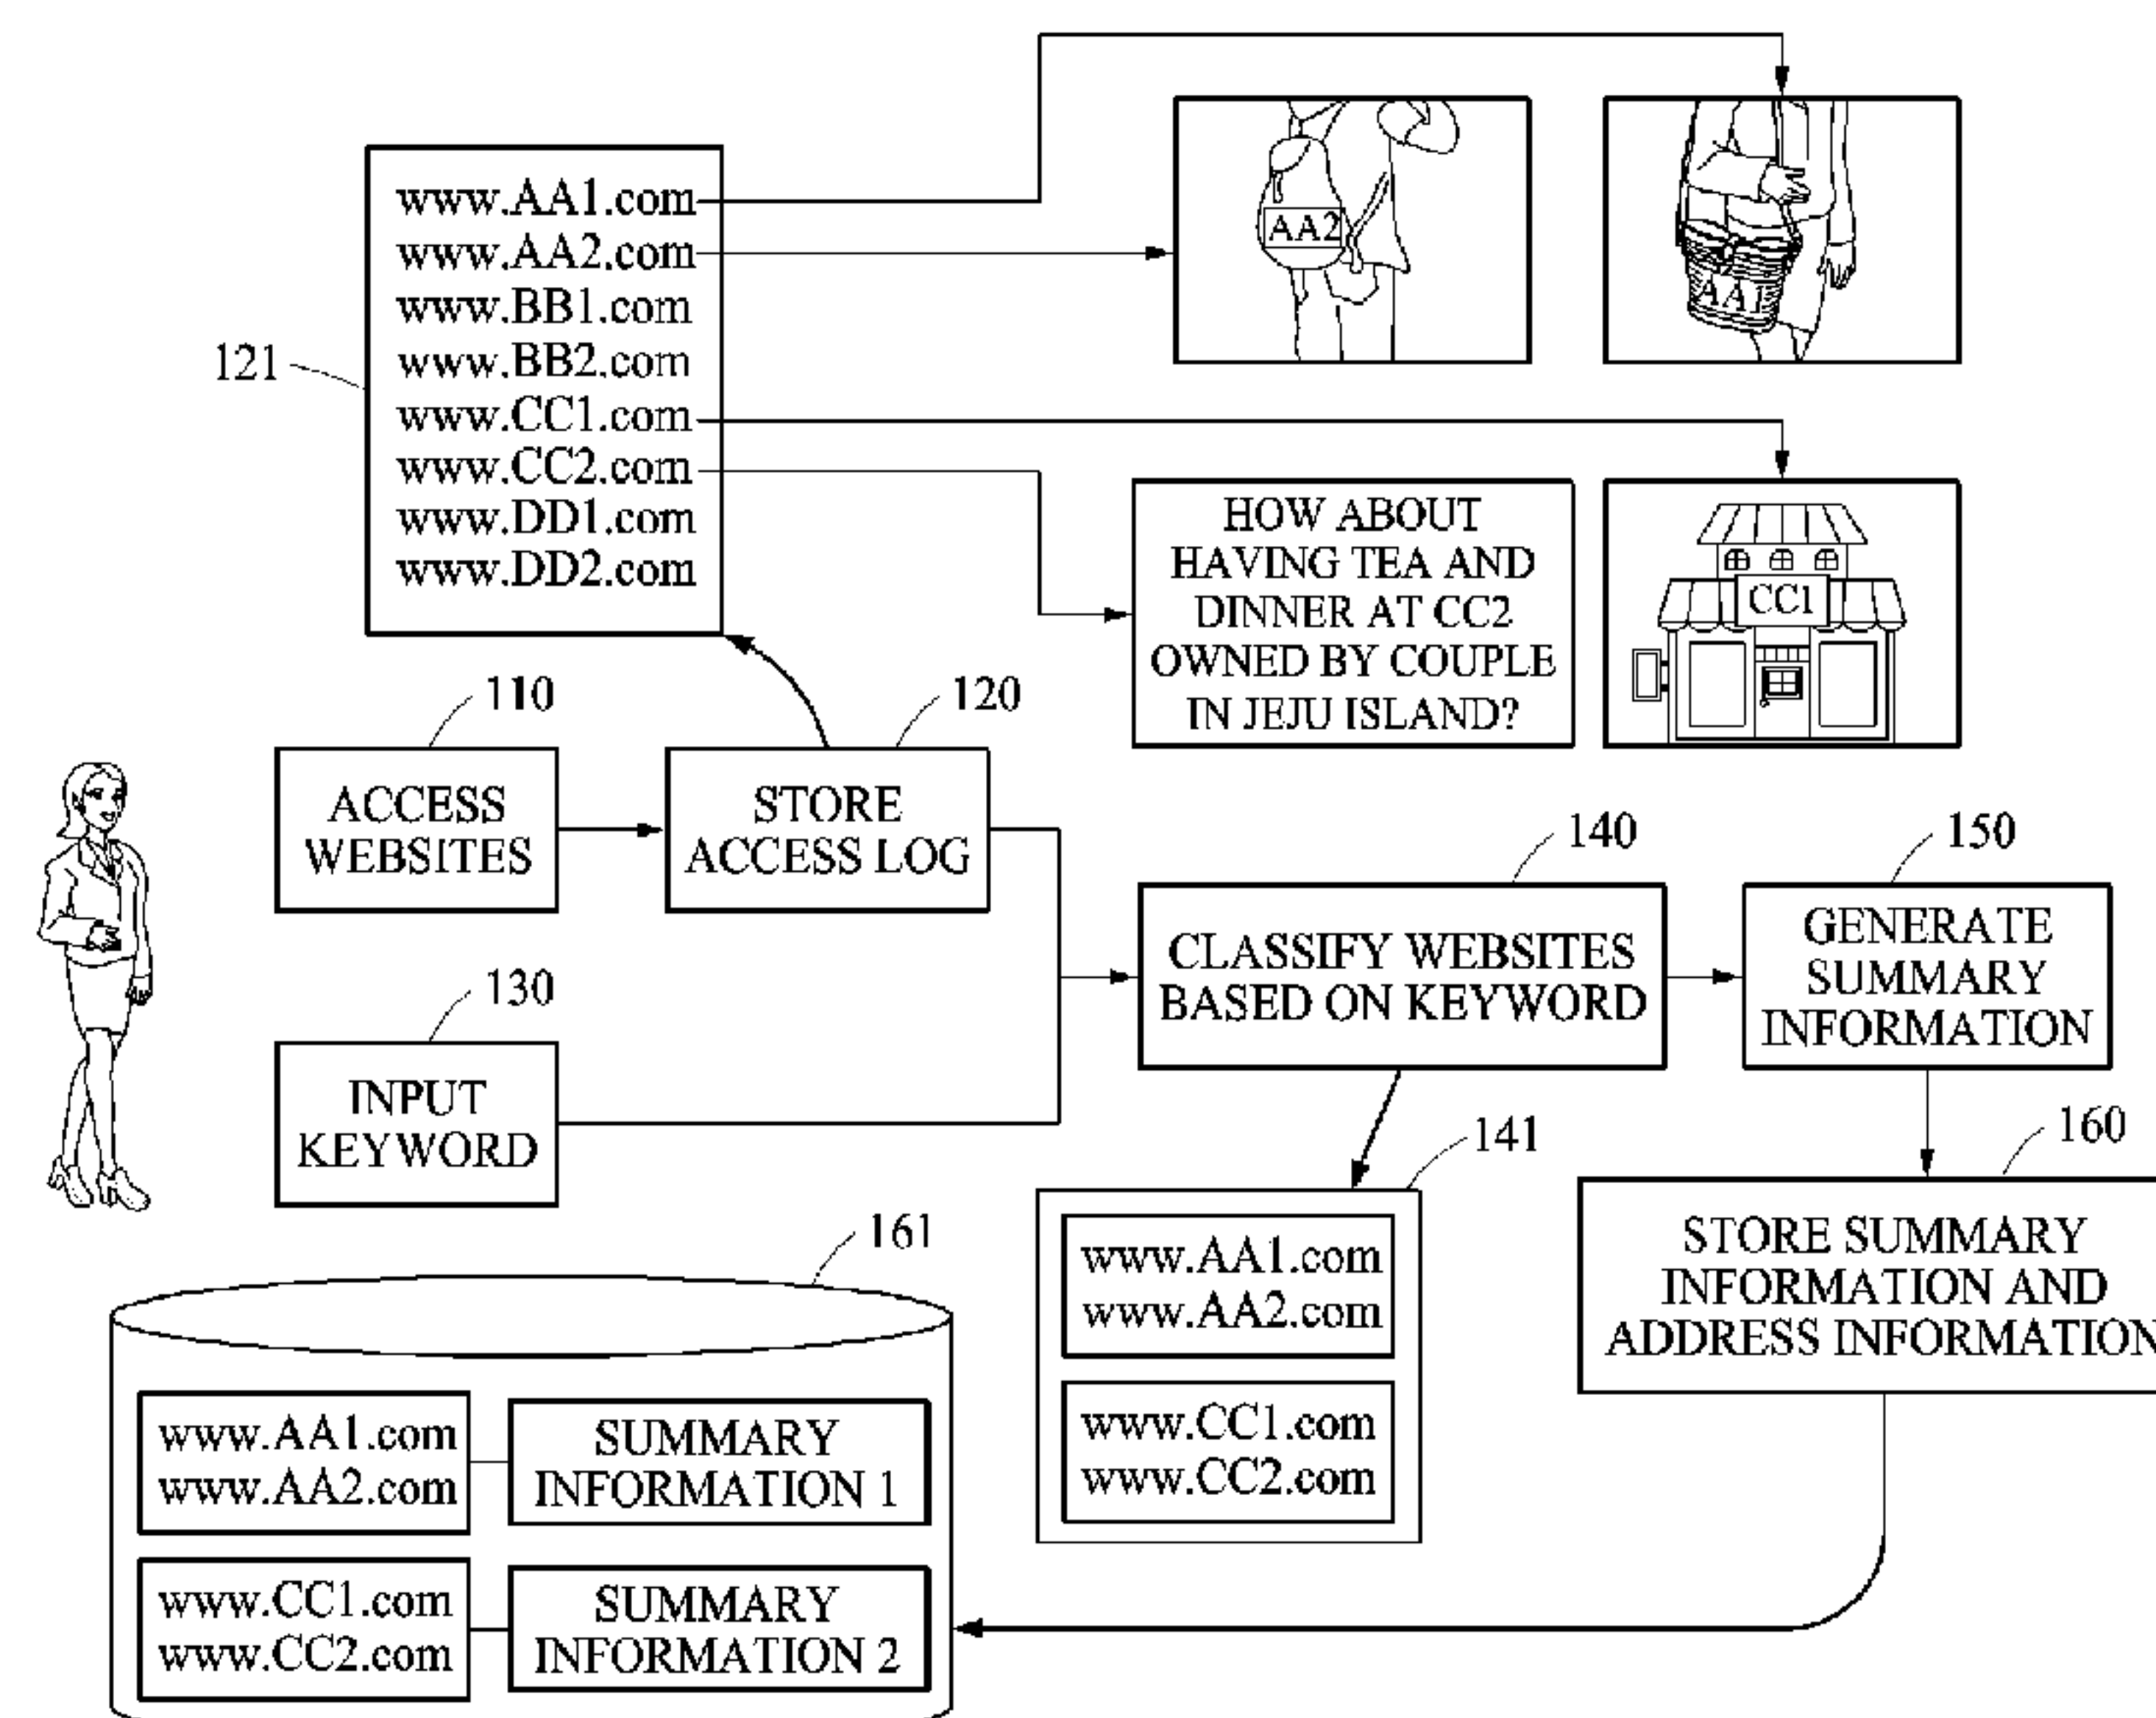 www.AA1.com
www.AA2.com
www.BB1.com
www.BB2.com
www.CC1.com
www.CC2.com
www.DD1.com
www.DD2.com
121
AA2
AA1
HOW ABOUT
HAVING TEA AND
DINNER AT CC2
OWNED BY COUPLE
IN JEJU ISLAND?
CC1
110
ACCESS
WEBSITES
120
STORE
ACCESS LOG
130
INPUT
KEYWORD
140
CLASSIFY WEBSITES
BASED ON KEYWORD
150
GENERATE
SUMMARY
INFORMATION
141
www.AA1.com
www.AA2.com
www.CC1.com
www.CC2.com
160
STORE SUMMARY
INFORMATION AND
ADDRESS INFORMATION
161
www.AA1.com
www.AA2.com
SUMMARY
INFORMATION 1
www.CC1.com
www.CC2.com
SUMMARY
INFORMATION 2